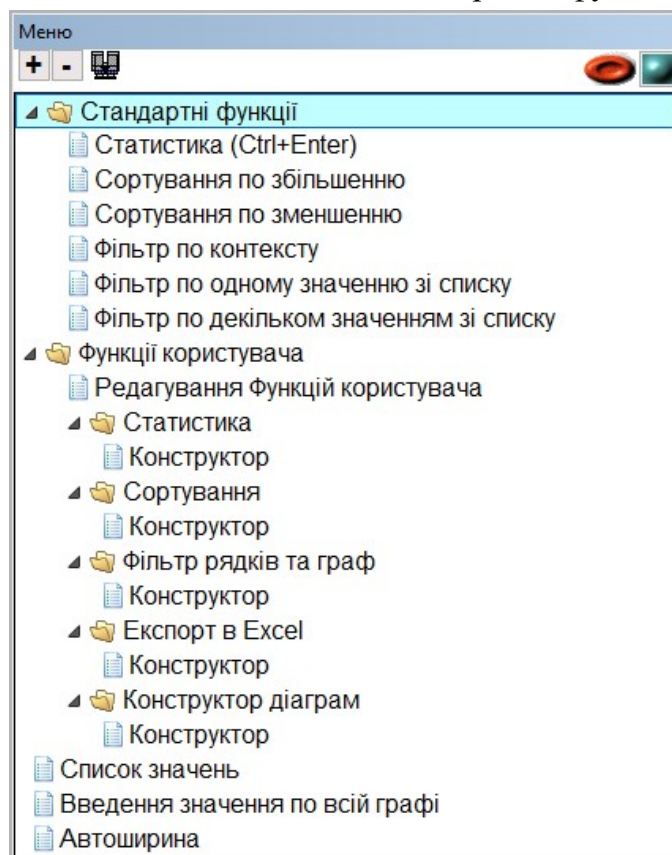 Меню
+ -
Стандартні функції
Статистика (Ctrl+Enter)
Сортування по збільшенню
Сортування по зменшенню
Фільтр по контексту
Фільтр по одному значенню зі списку
Фільтр по декільком значенням зі списку
Функції користувача
Редагування Функцій користувача
Статистика
Конструктор
Сортування
Конструктор
Фільтр рядків та граф
Конструктор
Експорт в Excel
Конструктор
Конструктор діаграм
Конструктор
Список значень
Введення значення по всій графі
Автоширина